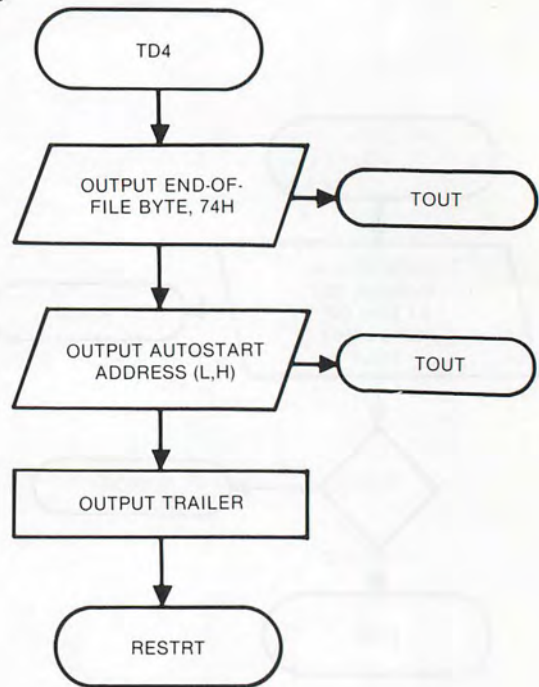 TD4
OUTPUT END-OF-
FILE BYTE, 74H
TOUT
OUTPUT AUTOSTART
ADDRESS (L,H)
TOUT
OUTPUT TRAILER
RESTRT